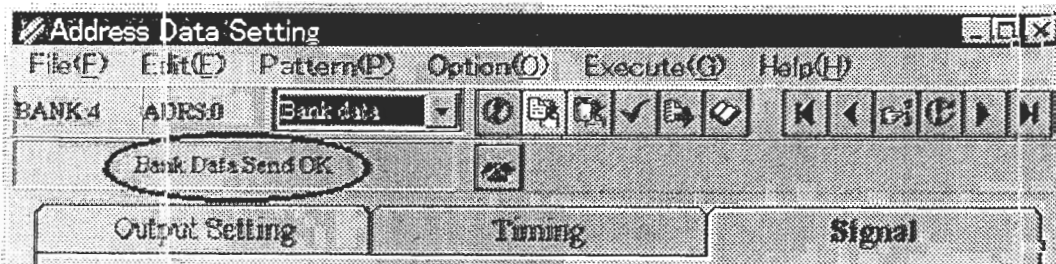 Address Data Setting
File(F) Edit(E) Pattern(P) Option(O) Execute(G) Help(H)
BANK:4 ADRS:0 Bank data
Bank Data Send OK
Output Setting Timing Signal